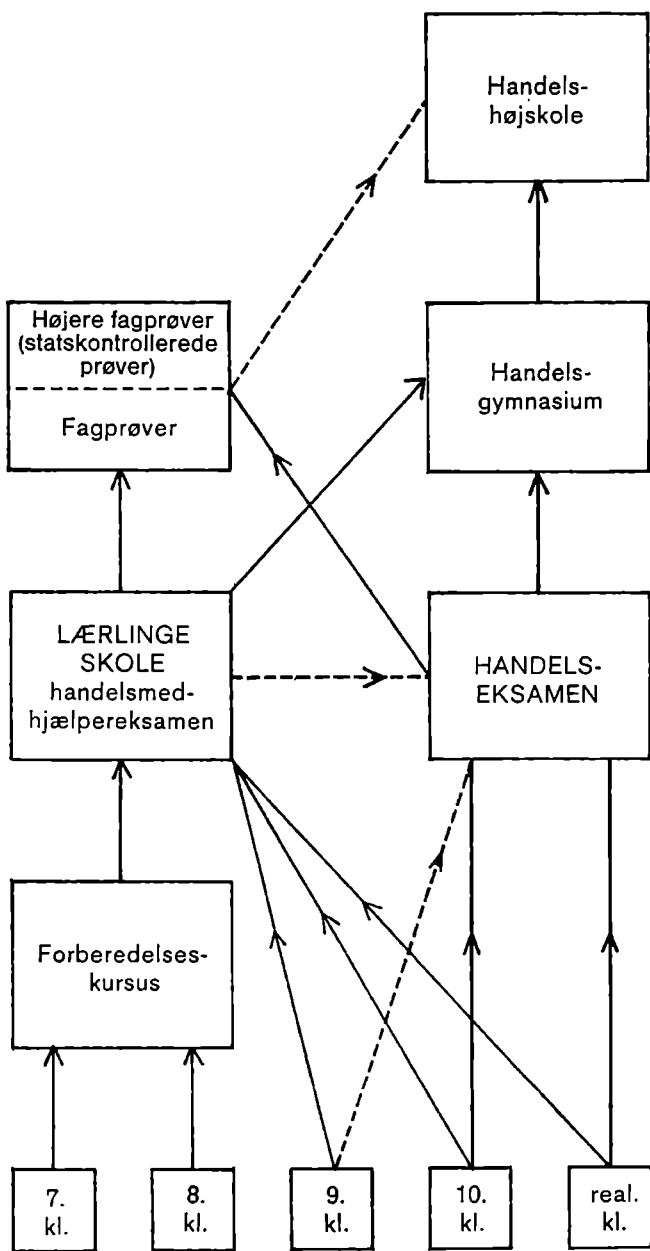 Handels-
højskole
Højere fagprøver
(statskontrollerede
prøver)
Fagprøver
Handels-
gymnasium
LÆRLINGE
SKOLE
handelsmed-
hjælpereksamen
HANDELS-
EKSAMEN
Forberedelses-
kursus
7.
kl.
8.
kl.
9.
kl.
10.
kl.
real.
kl.